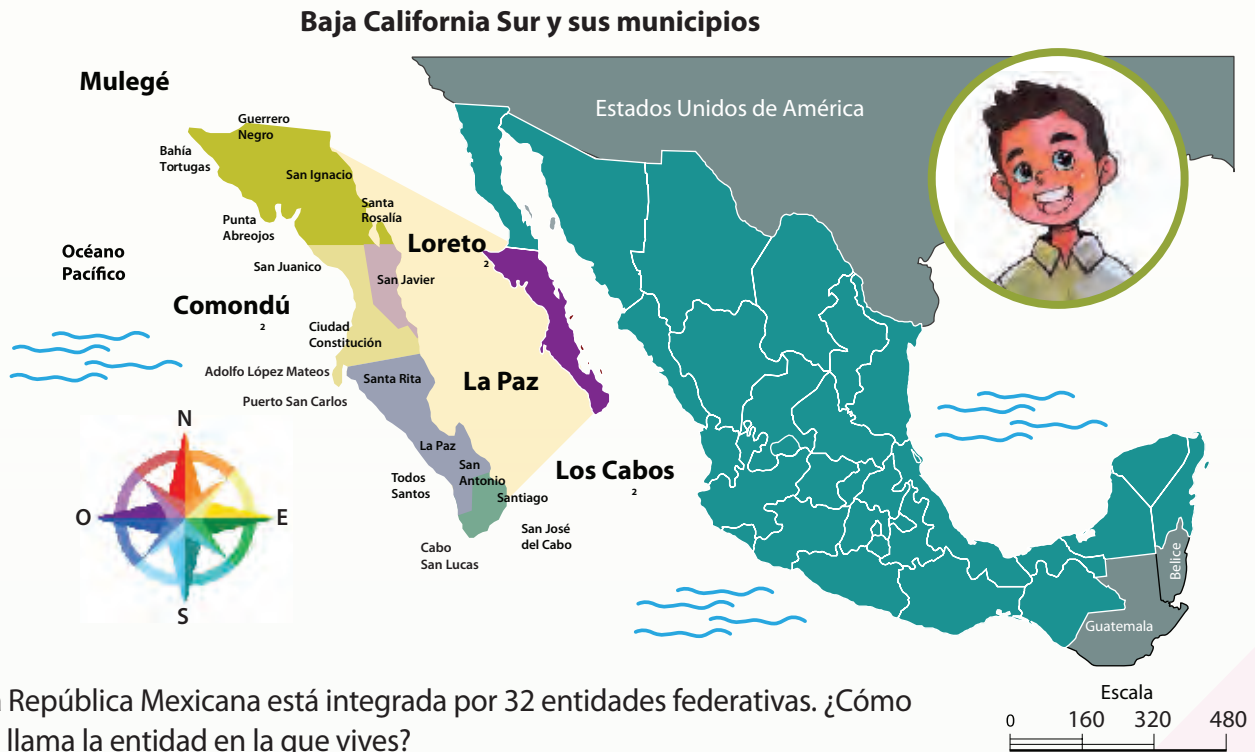 Baja California Sur y sus municipios
Mulegé
Estados Unidos de América
Guerrero
Negro
Bahía
Tortugas
San Ignacio
Santa
Rosalía
Punta
Abreojos
Océano
Pacífico
Loreto
2
San Juanico
San Javier
Comondú
2
Ciudad
Constitución
Adolfo López Mateos
Santa Rita
La Paz
Puerto San Carlos
N
La Paz
San
Antonio
Todos
Santos
Los Cabos
2
Santiago
O
E
San José
del Cabo
Cabo
San Lucas
S
Belice
Guatemala
República Mexicana está integrada por 32 entidades federativas. ¿Cómo
llama la entidad en la que vives?
Escala
0 160 320 480